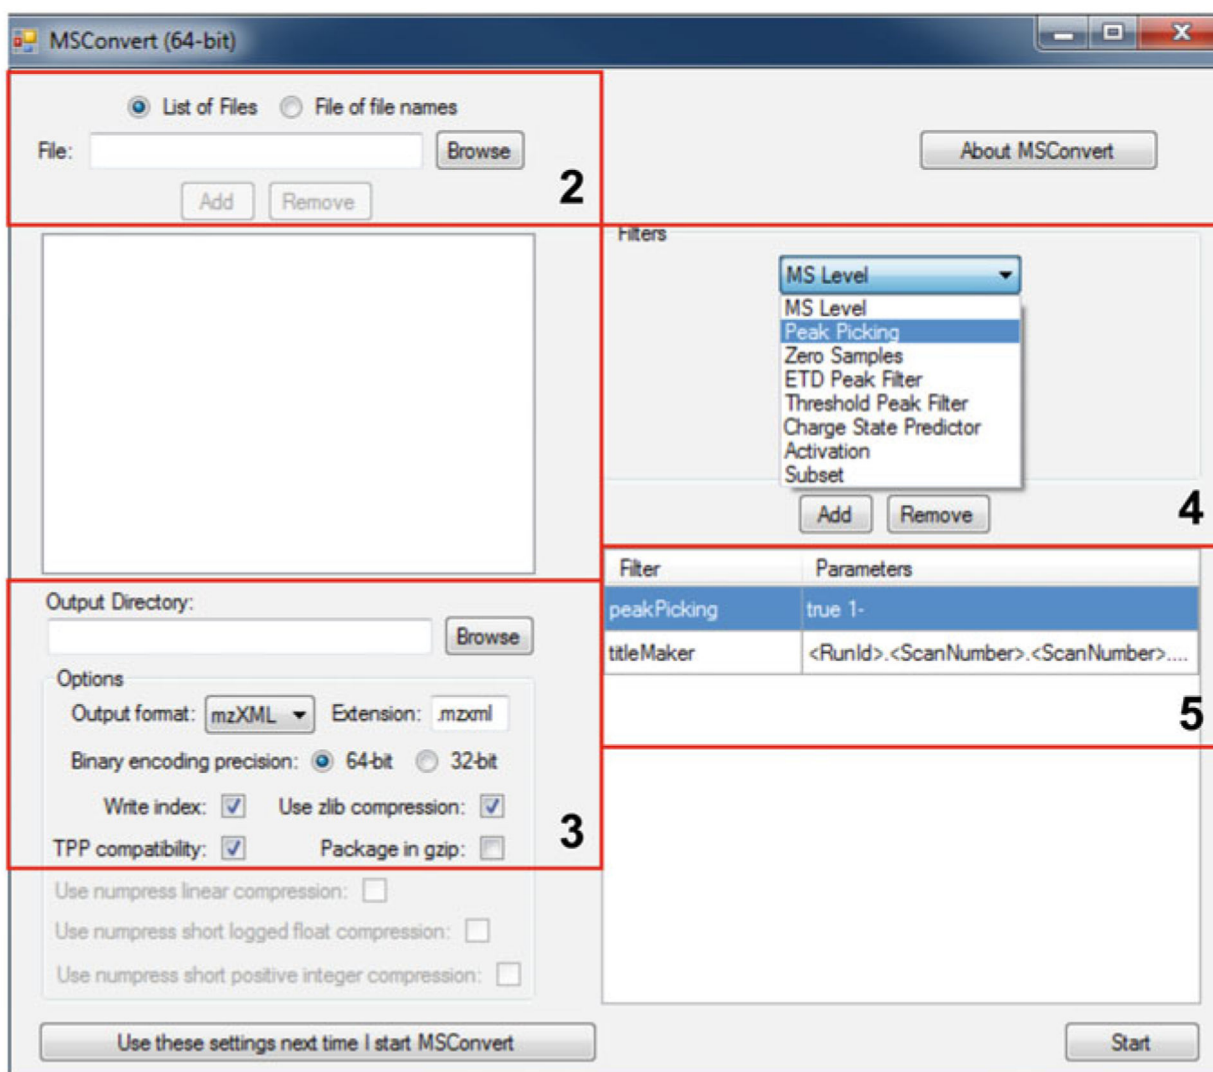 MSConvert (64-bit)
List of Files File of file names
File: Browse
Add Remove
2
About MSConvert
Filters
MS Level
MS Level
Peak Picking
Zero Samples
ETD Peak Filter
Threshold Peak Filter
Charge State Predictor
Activation
Subset
Add Remove
4
Filter Parameters
peakPicking true 1-
titleMaker <RunId>.<ScanNumber>.<ScanNumber>....
5
Output Directory:
Browse
Options
Output format: mzXML Extension: .mzxml
Binary encoding precision: 64-bit 32-bit
Write index: Use zlib compression:
TPP compatibility: Package in gzip:
3
Use numpress linear compression:
Use numpress short logged float compression:
Use numpress short positive integer compression:
Use these settings next time I start MSConvert
Start